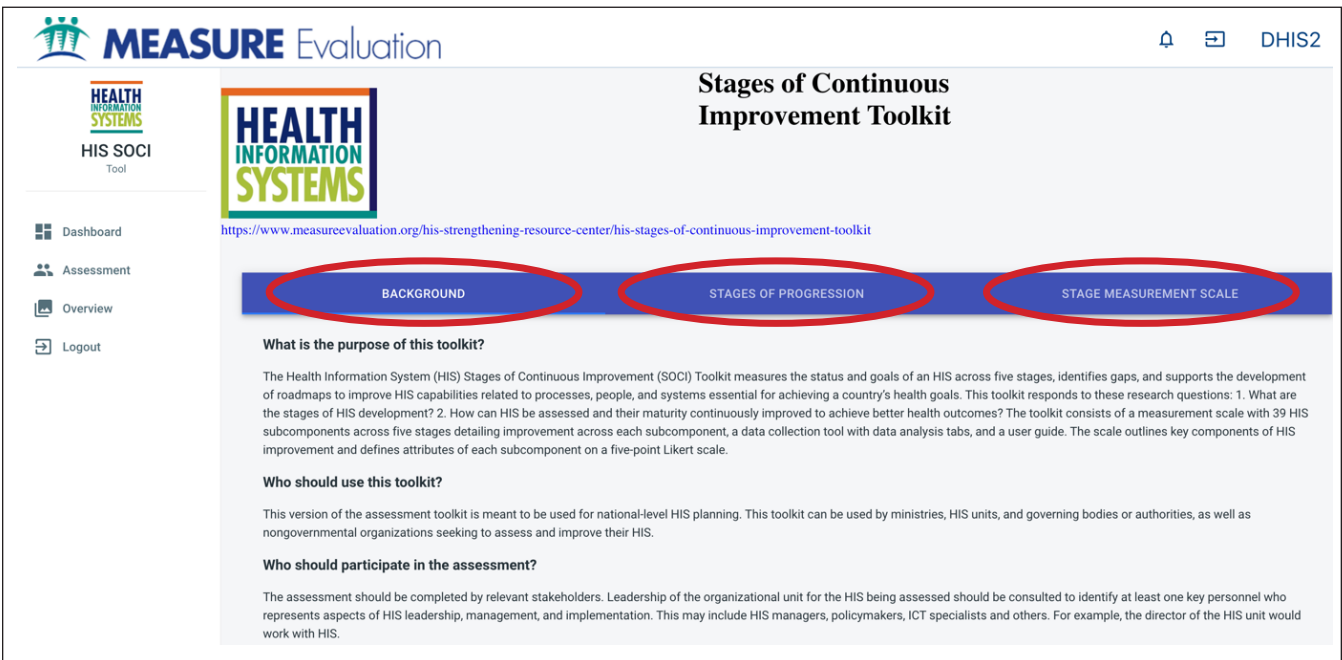 MEASURE Evaluation
DHIS2
HEALTH
INFORMATION
SYSTEMS
HIS SOCI
Tool
Dashboard
Assessment
Overview
Logout
HEALTH
INFORMATION
SYSTEMS
Stages of Continuous
Improvement Toolkit
https://www.measureevaluation.org/his-strengthening-resource-center/his-stages-of-continuous-improvement-toolkit
BACKGROUND
STAGES OF PROGRESSION
STAGE MEASUREMENT SCALE
What is the purpose of this toolkit?
The Health Information System (HIS) Stages of Continuous Improvement (SOCI) Toolkit measures the status and goals of an HIS across five stages, identifies gaps, and supports the development
of roadmaps to improve HIS capabilities related to processes, people, and systems essential for achieving a country's health goals. This toolkit responds to these research questions: 1. What are
the stages of HIS development? 2. How can HIS be assessed and their maturity continuously improved to achieve better health outcomes? The toolkit consists of a measurement scale with 39 HIS
subcomponents across five stages detailing improvement across each subcomponent, a data collection tool with data analysis tabs, and a user guide. The scale outlines key components of HIS
improvement and defines attributes of each subcomponent on a five-point Likert scale.
Who should use this toolkit?
This version of the assessment toolkit is meant to be used for national-level HIS planning. This toolkit can be used by ministries, HIS units, and governing bodies or authorities, as well as
nongovernmental organizations seeking to assess and improve their HIS.
Who should participate in the assessment?
The assessment should be completed by relevant stakeholders. Leadership of the organizational unit for the HIS being assessed should be consulted to identify at least one key personnel who
represents aspects of HIS leadership, management, and implementation. This may include HIS managers, policymakers, ICT specialists and others. For example, the director of the HIS unit would
work with HIS.